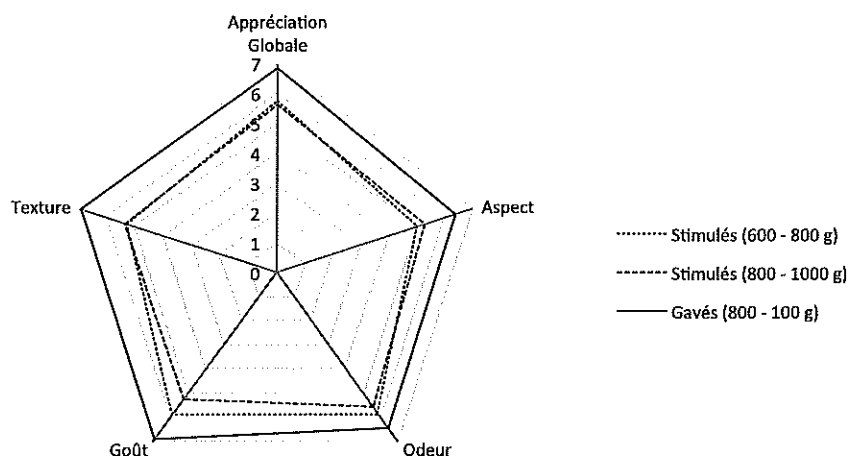 Appréciation
Globale
7
6
5
4
3
2
1
0
Texture
Aspect
Goût
Odeur
Stimulés (600 - 800 g)
Stimulés (800 - 1000 g)
Gavés (800 - 100 g)